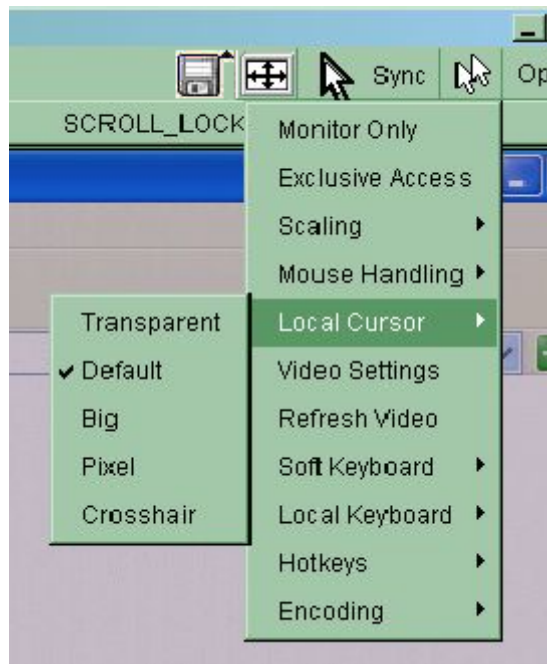 Sync Op
SCROLL_LOCK
Monitor Only
Exclusive Access
Scaling
Mouse Handling
Local Cursor
Video Settings
Refresh Video
Soft Keyboard
Local Keyboard
Hotkeys
Encoding
Transparent
Default
Big
Pixel
Crosshair